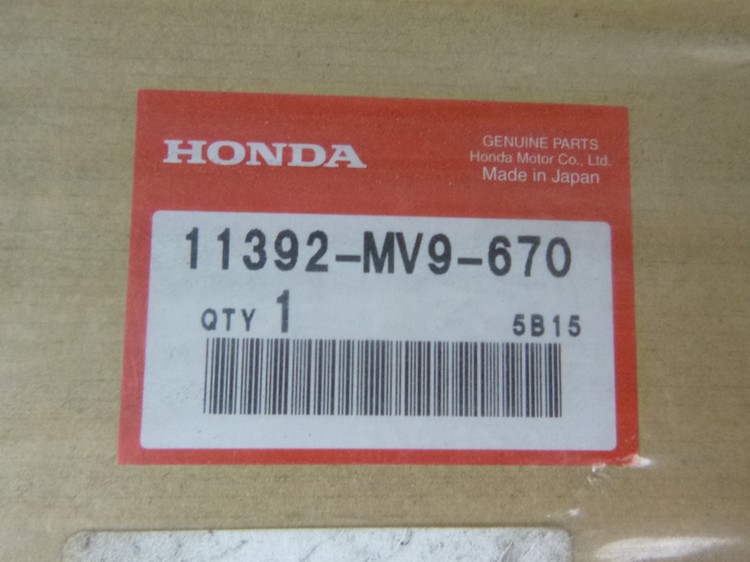 HONDA
GENUINE PARTS
Honda Motor Co., Ltd.
Made in Japan
11392-MV9-670
QTY 1
5B15